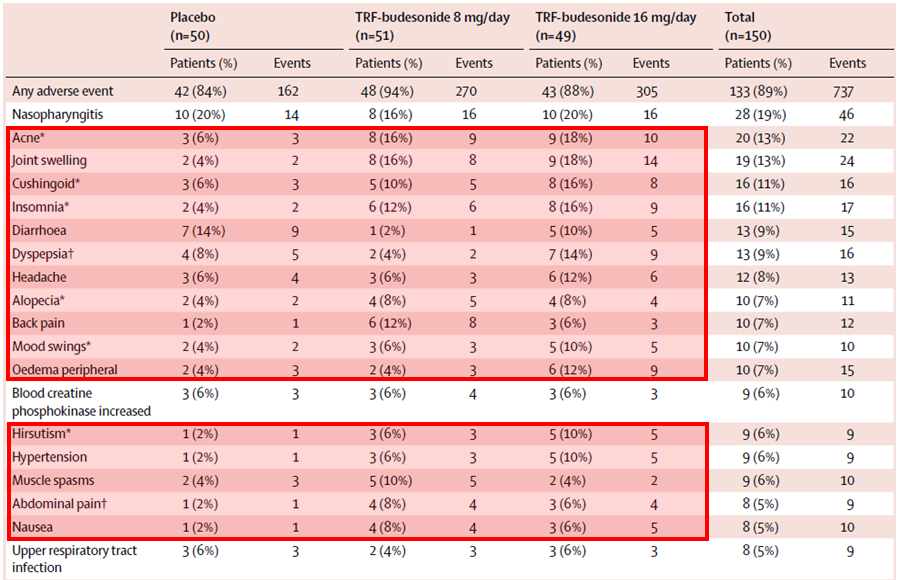 Placebo (n=50) TRF-budesonide 8 mg/day (n=51) TRF-budesonide 16 mg/day (n=49) Total (n=150)
Patients (%) Events Patients (%) Events Patients (%) Events Patients (%) Events
Any adverse event 42 (84%) 162 48 (94%) 270 43 (88%) 305 133 (89%) 737
Nasopharyngitis 10 (20%) 14 8 (16%) 16 10 (20%) 16 28 (19%) 46
Acne* 3 (6%) 3 8 (16%) 9 9 (18%) 10 20 (13%) 22
Joint swelling 2 (4%) 2 8 (16%) 8 9 (18%) 14 19 (13%) 24
Cushingoid* 3 (6%) 3 5 (10%) 5 8 (16%) 8 16 (11%) 16
Insomnia* 2 (4%) 2 6 (12%) 6 8 (16%) 9 16 (11%) 17
Diarrhoea 7 (14%) 9 1 (2%) 1 5 (10%) 5 13 (9%) 15
Dyspepsia† 4 (8%) 5 2 (4%) 2 7 (14%) 9 13 (9%) 16
Headache 3 (6%) 4 3 (6%) 3 6 (12%) 6 12 (8%) 13
Alopecia* 2 (4%) 2 4 (8%) 5 4 (8%) 4 10 (7%) 11
Back pain 1 (2%) 1 6 (12%) 8 3 (6%) 3 10 (7%) 12
Mood swings* 2 (4%) 2 3 (6%) 3 5 (10%) 5 10 (7%) 10
Oedema peripheral 2 (4%) 3 2 (4%) 3 6 (12%) 9 10 (7%) 15
Blood creatine 3 (6%) 3 3 (6%) 4 3 (6%) 3 9 (6%) 10
phosphokinase increased
Hirsutism* 1 (2%) 1 3 (6%) 3 5 (10%) 5 9 (6%) 9
Hypertension 1 (2%) 1 3 (6%) 3 5 (10%) 5 9 (6%) 9
Muscle spasms 2 (4%) 3 5 (10%) 5 2 (4%) 2 9 (6%) 10
Abdominal pain† 1 (2%) 1 4 (8%) 4 3 (6%) 4 8 (5%) 9
Nausea 1 (2%) 1 4 (8%) 4 3 (6%) 5 8 (5%) 10
Upper respiratory tract 3 (6%) 3 2 (4%) 3 3 (6%) 3 8 (5%) 9
infection